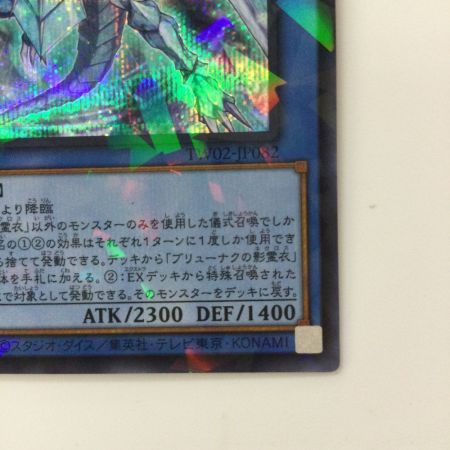 TW02-JP082
】
より降臨
霊衣」以外のモンスターのみを使用した儀式召喚でしか
名の①②の効果はそれぞれ1ターンに1度しか使用でき
捨てて発動できる。デッキから「ブリューナクの影霊衣」
体を手札に加える。②:EXデッキから特殊召喚された
で対象として発動できる。そのモンスターをデッキに戻す。
ATK/2300 DEF/1400
©スタジオ・ダイス/集英社・テレビ東京・KONAMI